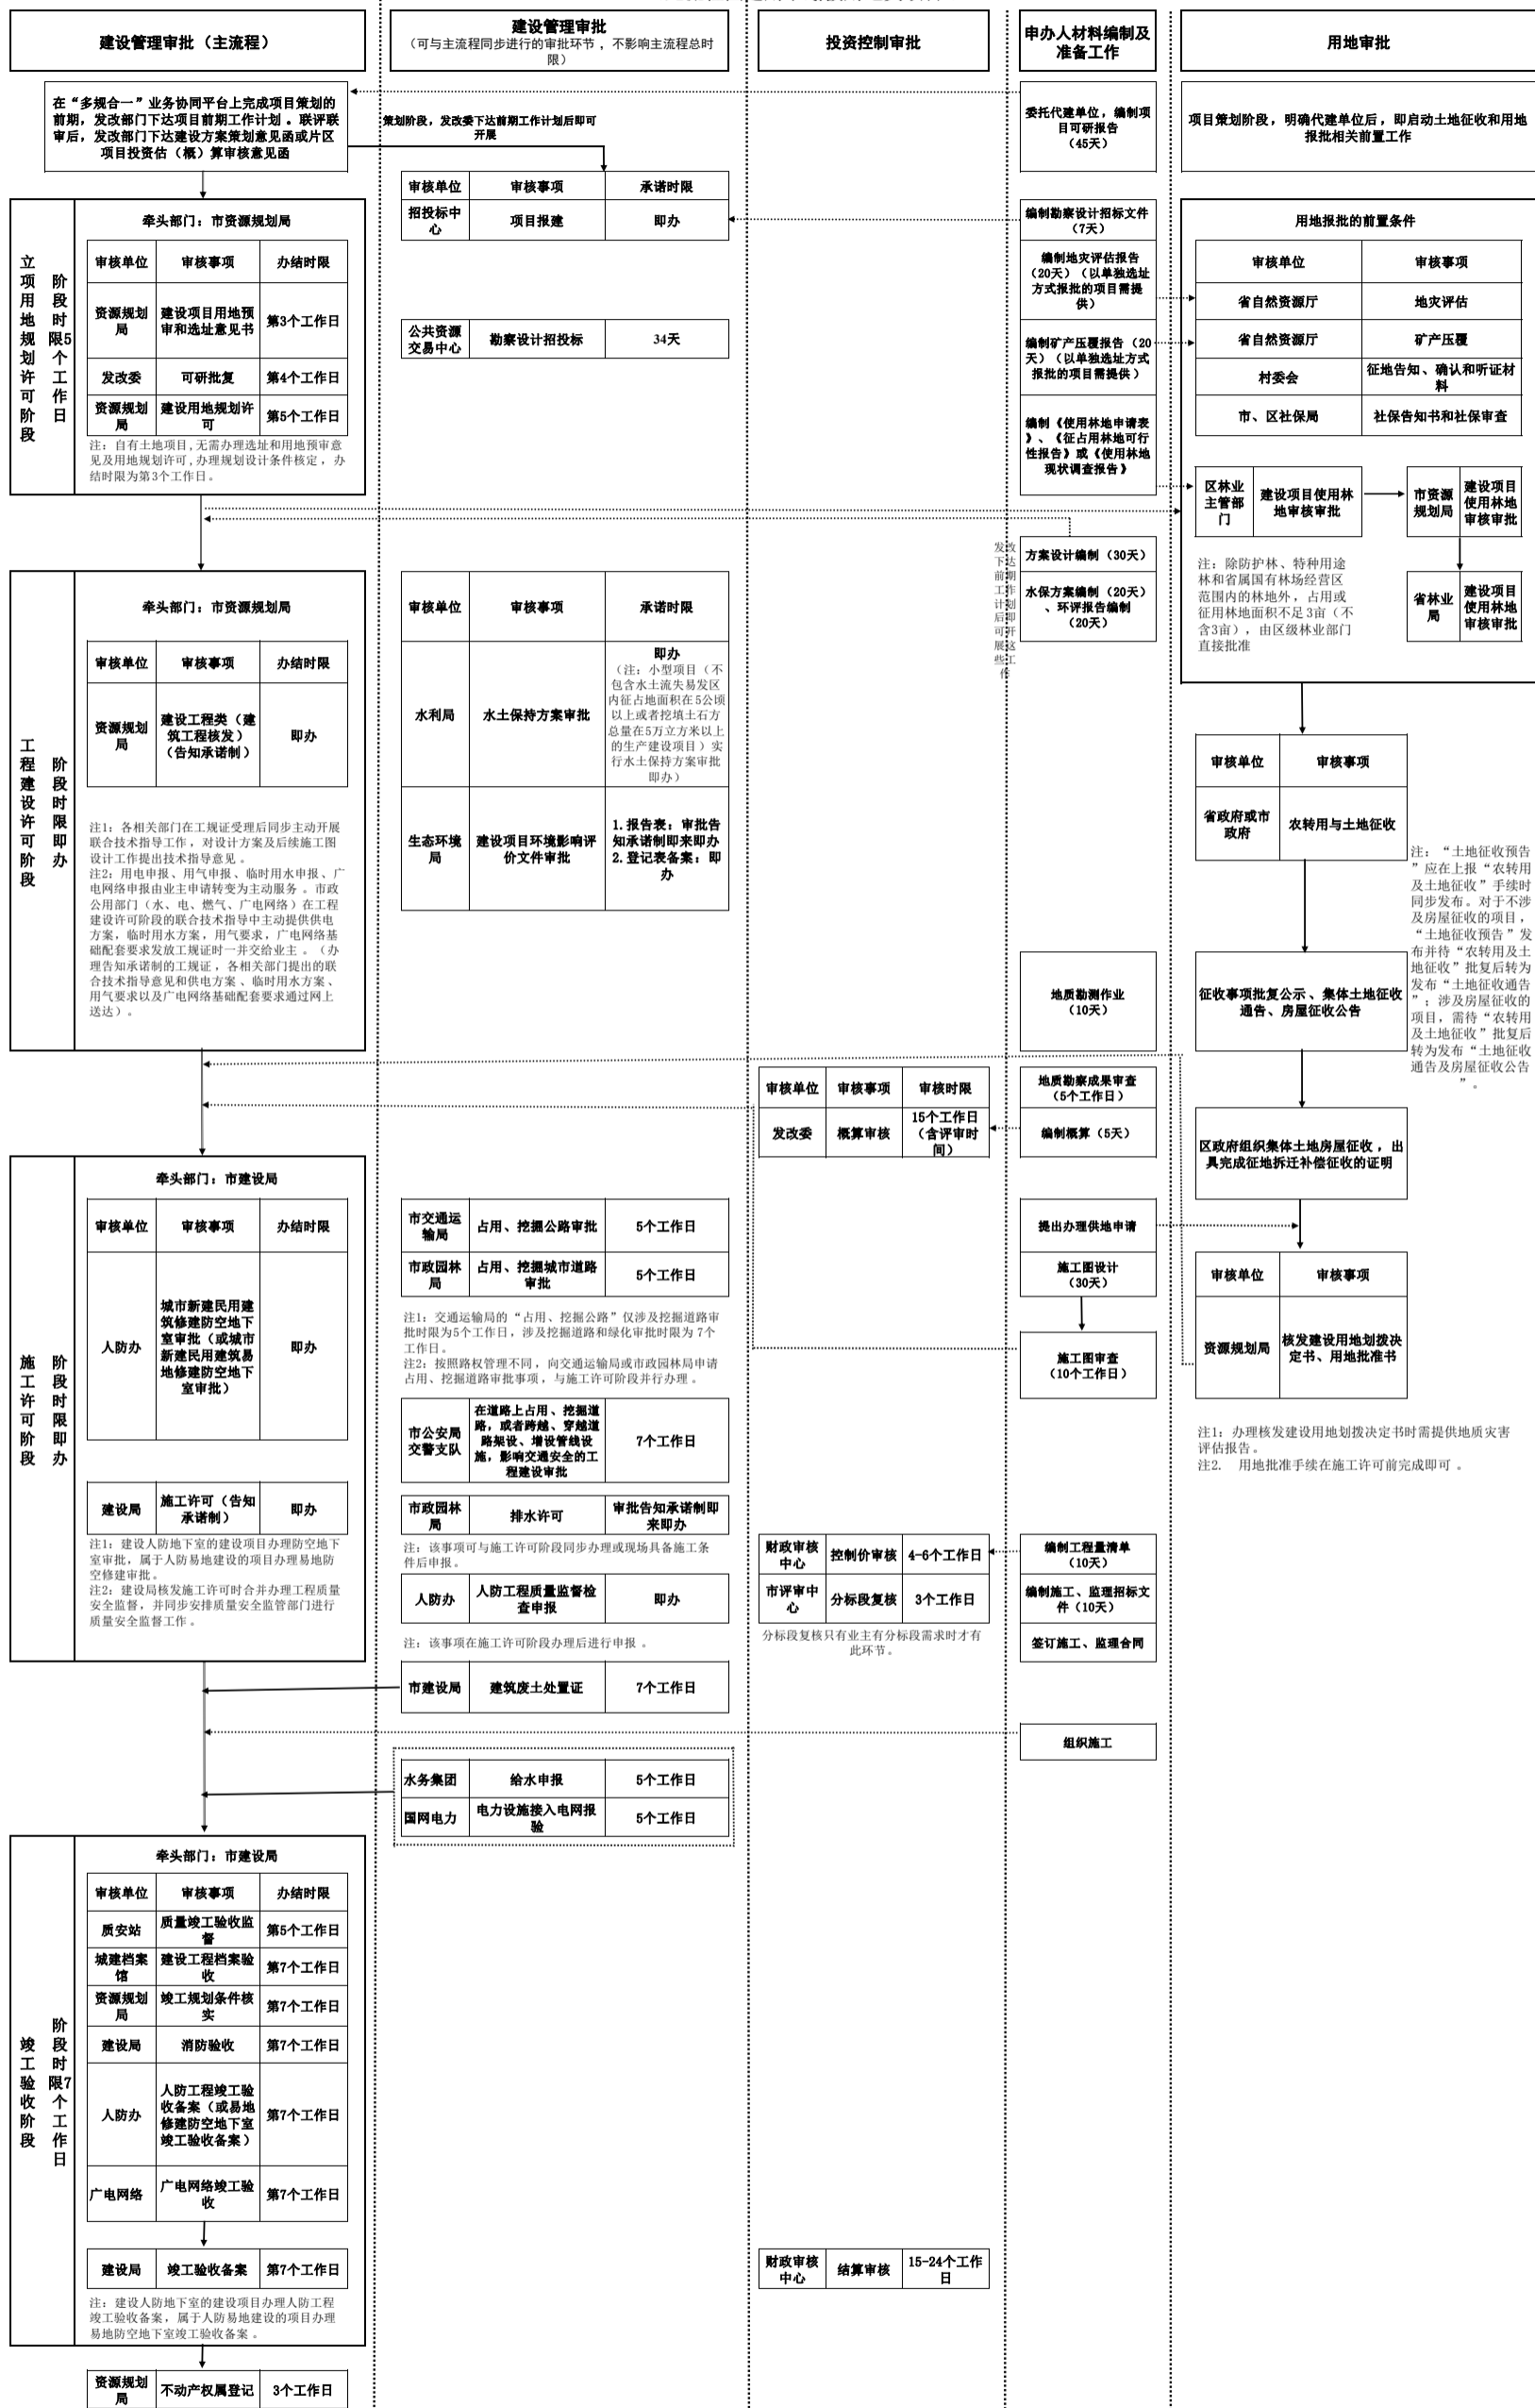 建设管理审批（主流程）
建设管理审批
（可与主流程同步进行的审批环节，不影响主流程总时
限）
投资控制审批
申办人材料编制及
准备工作
用地审批
在“多规合一”业务协同平台上完成项目策划的
前期，发改部门下达项目前期工作计划。联评联
审后，发改部门下达建设方案策划意见函或片区
项目投资估（概）算审核意见函
策划阶段，发改委下达前期工作计划后即可
开展
委托代建单位，编制项
目可研报告
（45天）
项目策划阶段，明确代建单位后，即启动土地征收和用地
报批相关前置工作
立项用地规划许可阶段
阶段时限5个工作日
牵头部门：市资源规划局
审核单位 审核事项 办结时限
资源规划
局
建设项目用地预
审和选址意见书
第3个工作日
发改委 可研批复 第4个工作日
资源规划
局
建设用地规划许
可
第5个工作日
注：自有土地项目,无需办理选址和用地预审意
见及用地规划许可,办理规划设计条件核定，办
结时限为第3个工作日。
审核单位 审核事项 承诺时限
招投标中
心
项目报建 即办
公共资源
交易中心
勘察设计招投标 34天
编制勘察设计招标文件
（7天）
编制地灾评估报告
（20天）（以单独选址
方式报批的项目需提
供）
编制矿产压覆报告（20
天）（以单独选址方式
报批的项目需提供）
编制《使用林地申请表
》、《征占用林地可行
性报告》或《使用林地
现状调查报告》
用地报批的前置条件
审核单位 审核事项
省自然资源厅 地灾评估
省自然资源厅 矿产压覆
村委会
征地告知、确认和听证材
料
市、区社保局 社保告知书和社保审查
区林业
主管部
门
建设项目使用林
地审核审批
市资源
规划局
建设项目
使用林地
审核审批
注：除防护林、特种用途
林和省属国有林场经营区
范围内的林地外，占用或
征用林地面积不足3亩（不
含3亩），由区级林业部门
直接批准
省林业
局
建设项目
使用林地
审核审批
工程建设许可阶段
阶段时限即办
牵头部门：市资源规划局
审核单位 审核事项 办结时限
资源规划
局
建设工程类（建
筑工程核发）
（告知承诺制）
即办
注1：各相关部门在工规证受理后同步主动开展
联合技术指导工作，对设计方案及后续施工图
设计工作提出技术指导意见。
注2：用电申报、用气申报、临时用水申报、广
电网络申报由业主申请转变为主动服务。市政
公用部门（水、电、燃气、广电网络）在工程
建设许可阶段的联合技术指导中主动提供供电
方案，临时用水方案，用气要求，广电网络基
础配套要求发放工规证时一并交给业主。（办
理告知承诺制的工规证，各相关部门提出的联
合技术指导意见和供电方案、临时用水方案、
用气要求以及广电网络基础配套要求通过网上
送达）。
审核单位 审核事项 承诺时限
水利局 水土保持方案审批
即办
（注：小型项目（不
包含水土流失易发区
内征占地面积在5公顷
以上或者挖填土石方
总量在5万立方米以上
的生产建设项目）实
行水土保持方案审批
即办）
生态环境
局
建设项目环境影响评
价文件审批
1.报告表：审批告
知承诺制即来即办
2.登记表备案：即
办
发改
下达
前期
工作
计划
后即
可开
展这
些工
作
方案设计编制（30天）
水保方案编制（20天）
、环评报告编制
（20天）
地质勘测作业
（10天）
审核单位 审核事项
省政府或市
政府
农转用与土地征收
注：“土地征收预告
”应在上报“农转用
及土地征收”手续时
同步发布。对于不涉
及房屋征收的项目，
“土地征收预告”发
布并待“农转用及土
地征收”批复后转为
发布“土地征收通告
”；涉及房屋征收的
项目，需待“农转用
及土地征收”批复后
转为发布“土地征收
通告及房屋征收公告
”。
征收事项批复公示、集体土地征收
通告、房屋征收公告
审核单位 审核事项 审核时限
发改委 概算审核
15个工作日
（含评审时
间）
地质勘察成果审查
（5个工作日）
编制概算（5天）
区政府组织集体土地房屋征收，出
具完成征地拆迁补偿征收的证明
施工许可阶段
阶段时限即办
牵头部门：市建设局
审核单位 审核事项 办结时限
人防办
城市新建民用建
筑修建防空地下
室审批（或城市
新建民用建筑易
地修建防空地下
室审批）
即办
建设局
施工许可（告知
承诺制）
即办
注1：建设人防地下室的建设项目办理防空地下
室审批，属于人防易地建设的项目办理易地防
空修建审批。
注2：建设局核发施工许可时合并办理工程质量
安全监督，并同步安排质量安全监管部门进行
质量安全监督工作。
市交通运
输局
占用、挖掘公路审批 5个工作日
市政园林
局
占用、挖掘城市道路
审批
5个工作日
注1：交通运输局的“占用、挖掘公路”仅涉及挖掘道路审
批时限为5个工作日，涉及挖掘道路和绿化审批时限为 7个
工作日。
注2：按照路权管理不同，向交通运输局或市政园林局申请
占用、挖掘道路审批事项，与施工许可阶段并行办理。
市公安局
交警支队
在道路上占用、挖掘道
路，或者跨越、穿越道
路架设、增设管线设
施，影响交通安全的工
程建设审批
7个工作日
市政园林
局
排水许可
审批告知承诺制即
来即办
注：该事项可与施工许可阶段同步办理或现场具备施工条
件后申报。
人防办
人防工程质量监督检
查申报
即办
注：该事项在施工许可阶段办理后进行申报。
市建设局 建筑废土处置证 7个工作日
提出办理供地申请
施工图设计
（30天）
施工图审查
（10个工作日）
审核单位 审核事项
资源规划局
核发建设用地划拨决
定书、用地批准书
注1：办理核发建设用地划拨决定书时需提供地质灾害
评估报告。
注2. 用地批准手续在施工许可前完成即可。
财政审核
中心
控制价审核 4-6个工作日
市评审中
心
分标段复核 3个工作日
分标段复核只有业主有分标段需求时才有
此环节。
编制工程量清单
（10天）
编制施工、监理招标文
件（10天）
签订施工、监理合同
组织施工
水务集团 给水申报 5个工作日
国网电力
电力设施接入电网报
验
5个工作日
竣工验收阶段
阶段时限7个工作日
牵头部门：市建设局
审核单位 审核事项 办结时限
质安站
质量竣工验收监
督
第5个工作日
城建档案
馆
建设工程档案验
收
第7个工作日
资源规划
局
竣工规划条件核
实
第7个工作日
建设局 消防验收 第7个工作日
人防办
人防工程竣工验
收备案（或易地
修建防空地下室
竣工验收备案）
第7个工作日
广电网络
广电网络竣工验
收
第7个工作日
建设局 竣工验收备案 第7个工作日
注：建设人防地下室的建设项目办理人防工程
竣工验收备案，属于人防易地建设的项目办理
易地防空地下室竣工验收备案。
财政审核
中心
结算审核
15-24个工作
日
资源规划
局
不动产权属登记 3个工作日